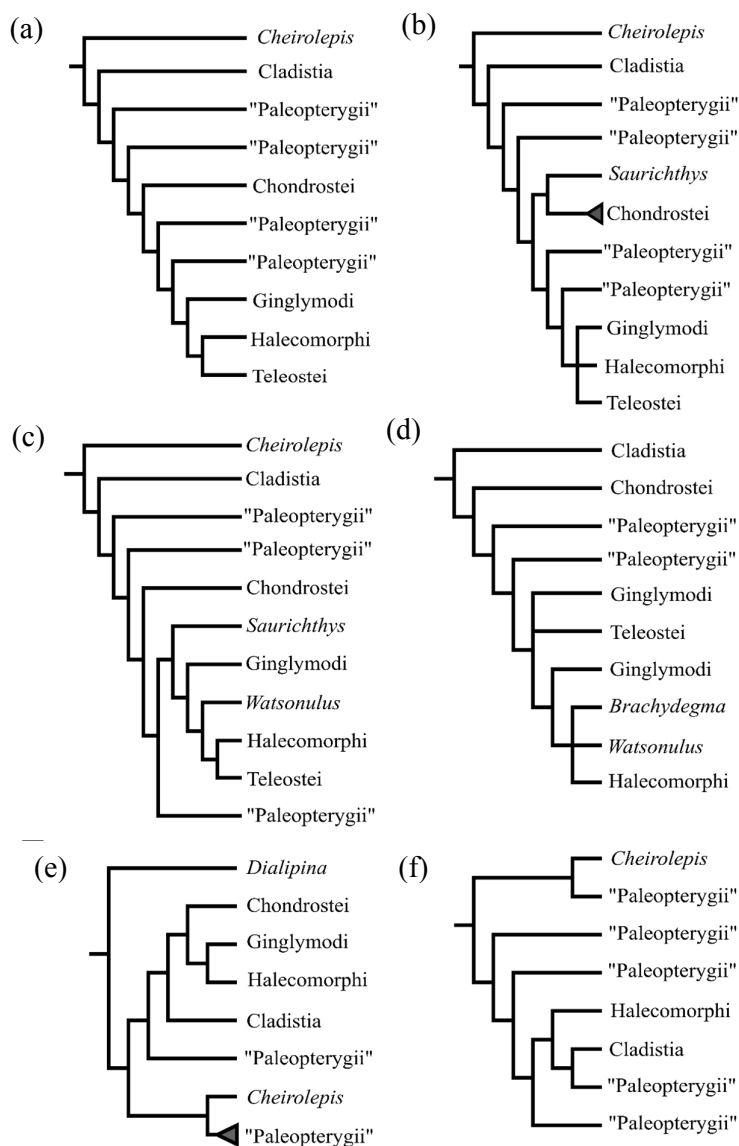 (a)
Cheirolepis
Cladistia
"Paleopterygii"
"Paleopterygii"
Chondrostei
"Paleopterygii"
"Paleopterygii"
Ginglymodi
Halecomorphi
Teleostei
(b)
Cheirolepis
Cladistia
"Paleopterygii"
"Paleopterygii"
Saurichthys
Chondrostei
"Paleopterygii"
"Paleopterygii"
Ginglymodi
Halecomorphi
Teleostei
(c)
Cheirolepis
Cladistia
"Paleopterygii"
"Paleopterygii"
Chondrostei
Saurichthys
Ginglymodi
Watsonulus
Halecomorphi
Teleostei
"Paleopterygii"
(d)
Cladistia
Chondrostei
"Paleopterygii"
"Paleopterygii"
Ginglymodi
Teleostei
Ginglymodi
Brachydegma
Watsonulus
Halecomorphi
(e)
Dialipina
Chondrostei
Ginglymodi
Halecomorphi
Cladistia
"Paleopterygii"
Cheirolepis
"Paleopterygii"
(f)
Cheirolepis
"Paleopterygii"
"Paleopterygii"
"Paleopterygii"
Halecomorphi
Cladistia
"Paleopterygii"
"Paleopterygii"